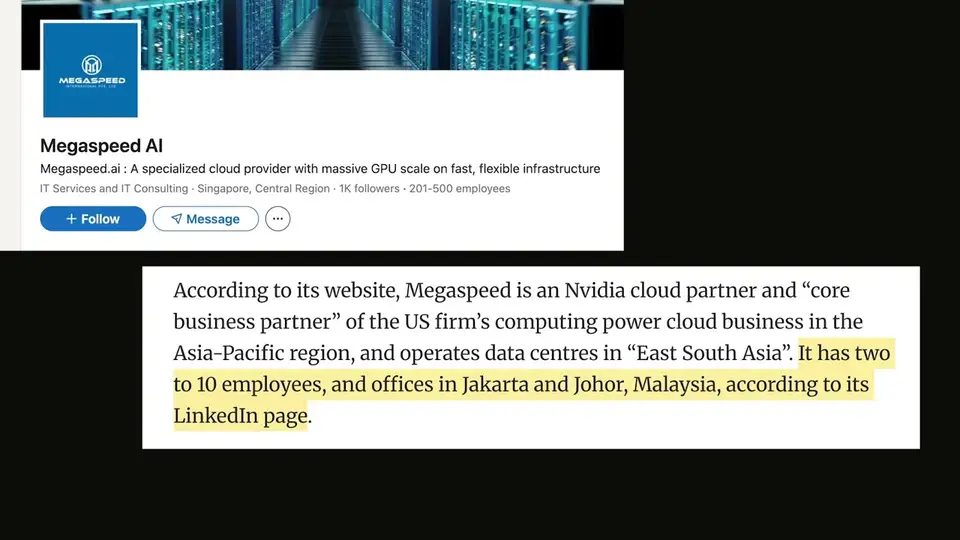 MEGASPEED
INTERNATIONAL PTE. LTD
Megaspeed AI
Megaspeed.ai : A specialized cloud provider with massive GPU scale on fast, flexible infrastructure
IT Services and IT Consulting · Singapore, Central Region · 1K followers · 201-500 employees
+ Follow
Message
According to its website, Megaspeed is an Nvidia cloud partner and “core
business partner” of the US firm’s computing power cloud business in the
Asia-Pacific region, and operates data centres in “East South Asia”. It has two
to 10 employees, and offices in Jakarta and Johor, Malaysia, according to its
LinkedIn page.